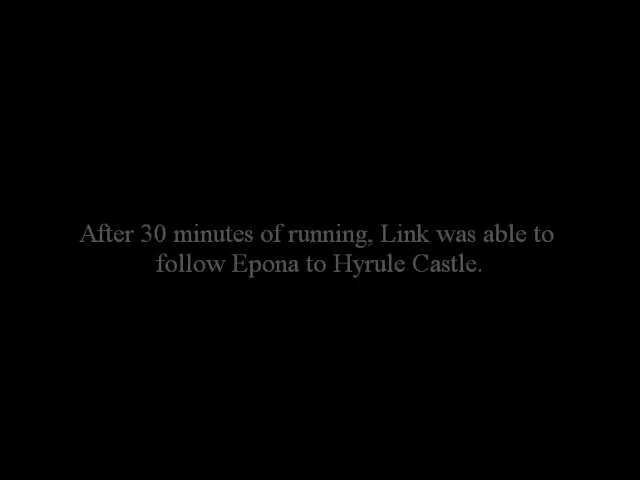 After 30 minutes of running, Link was able to
follow Epona to Hyrule Castle.